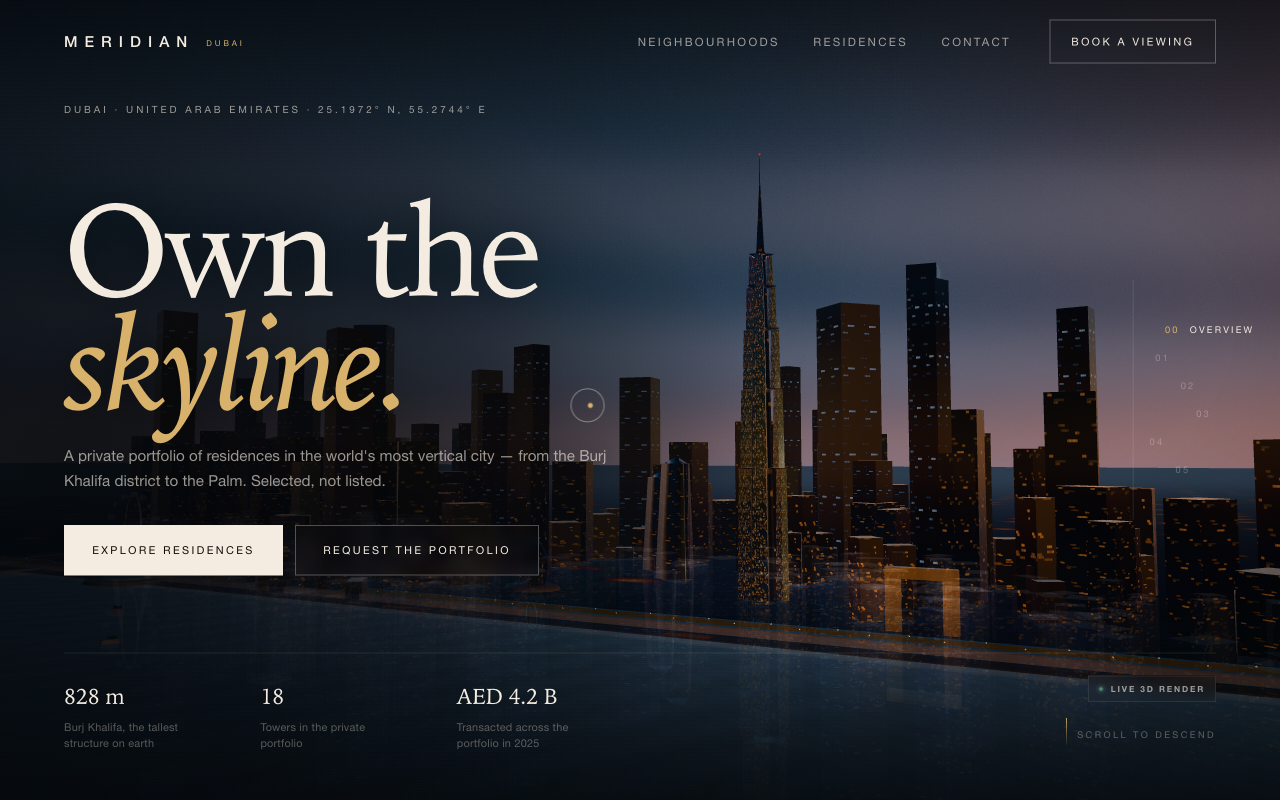 MERIDIAN DUBAI
NEIGHBOURHOODS RESIDENCES CONTACT BOOK A VIEWING
DUBAI · UNITED ARAB EMIRATES · 25.1972° N, 55.2744° E
Own the
skyline.
A private portfolio of residences in the world's most vertical city — from the Burj
Khalifa district to the Palm. Selected, not listed.
EXPLORE RESIDENCES REQUEST THE PORTFOLIO
00 OVERVIEW
01
02
03
04
05
828 m
Burj Khalifa, the tallest
structure on earth
18
Towers in the private
portfolio
AED 4.2 B
Transacted across the
portfolio in 2025
LIVE 3D RENDER
SCROLL TO DESCEND